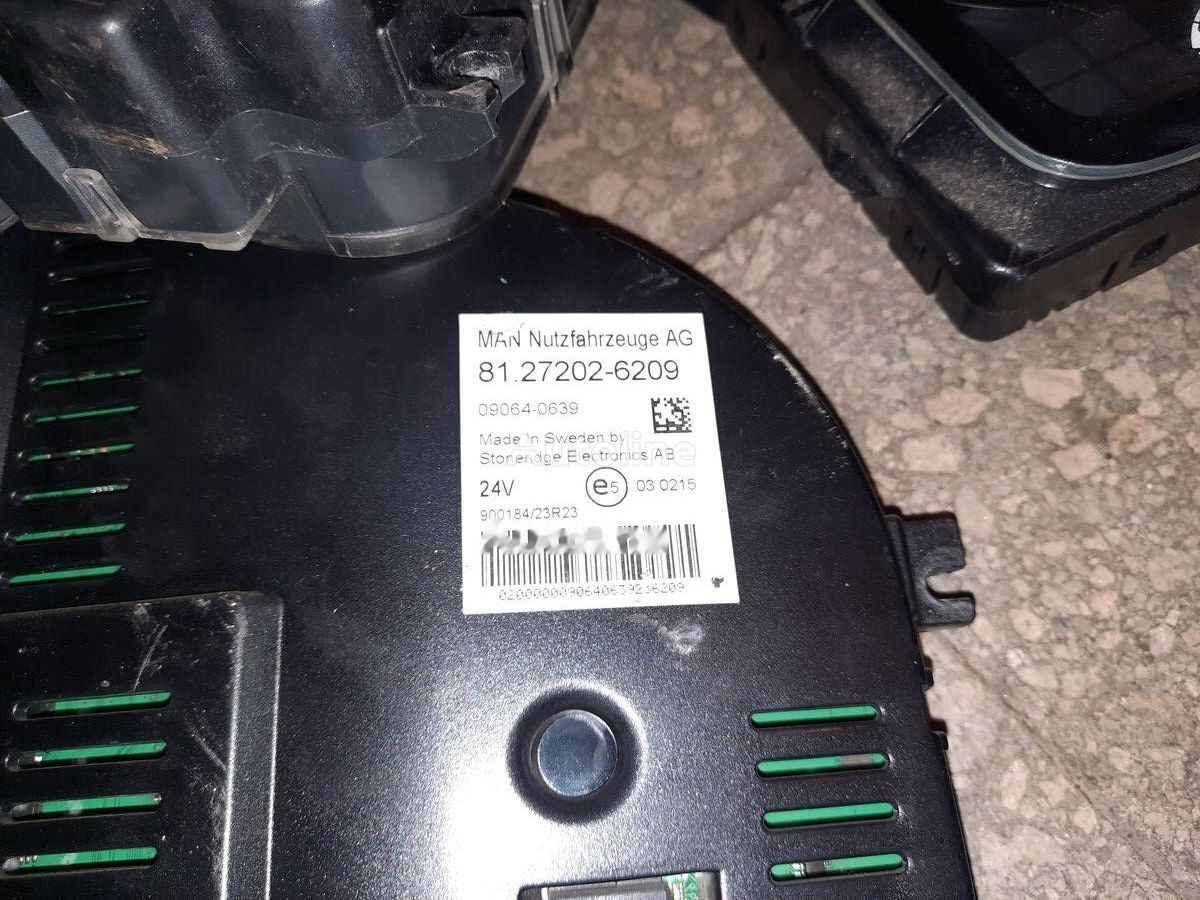 MAN Nutzfahrzeuge AG
81.27202-6209
09064-0639
Made In Sweden by
Stoneridge Electronics AB
Autoline
24V e5 03 0215
900184/23R23
0200000090640639236209